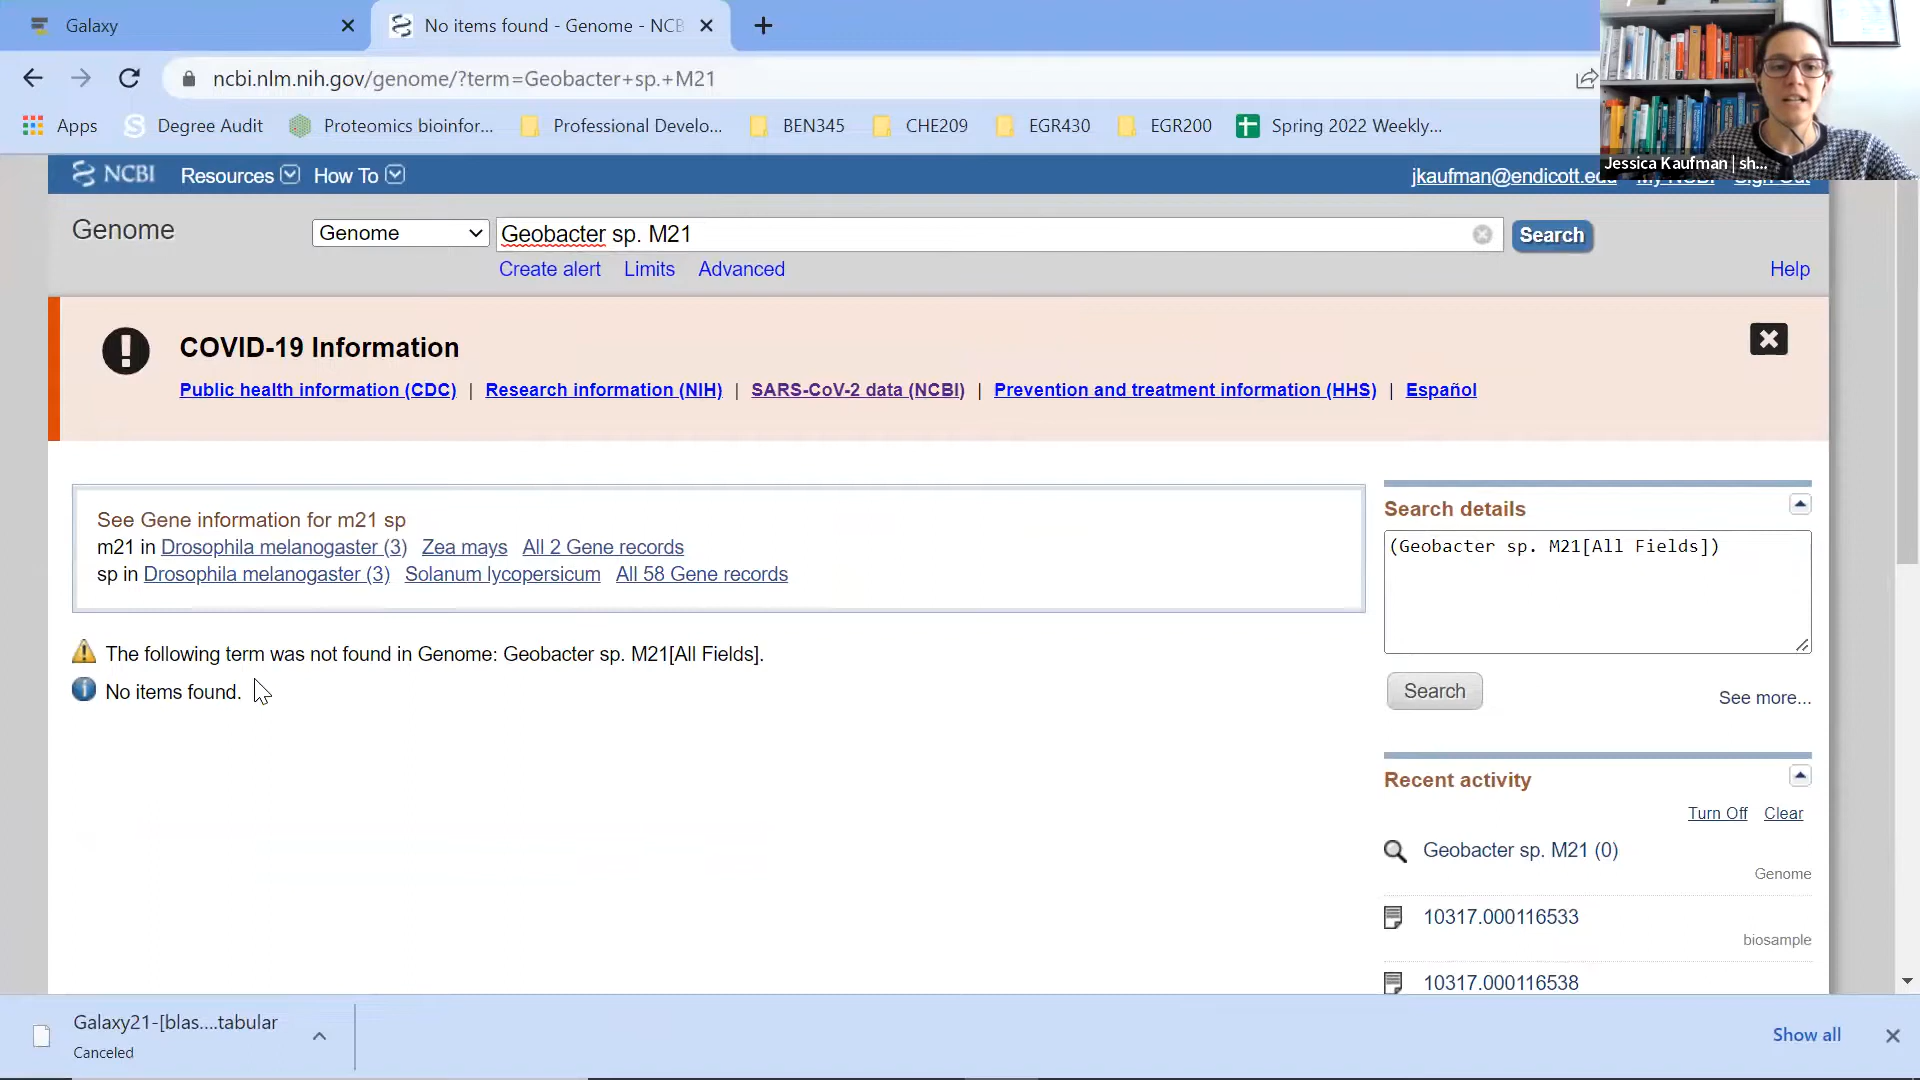 Galaxy
No items found - Genome - NCB
ncbi.nlm.nih.gov/genome/?term=Geobacter+sp.+M21
Apps
Degree Audit
Proteomics bioinfor...
Professional Develo...
BEN345
CHE209
EGR430
EGR200
Spring 2022 Weekly...
Jessica Kaufman | sh...
NCBI
Resources
How To
jkaufman@endicott.edu
My NCBI
Sign Out
Genome
Genome
Geobacter sp. M21
Search
Create alert
Limits
Advanced
Help
COVID-19 Information
Public health information (CDC) | Research information (NIH) | SARS-CoV-2 data (NCBI) | Prevention and treatment information (HHS) | Español
See Gene information for m21 sp
m21 in Drosophila melanogaster (3) Zea mays All 2 Gene records
sp in Drosophila melanogaster (3) Solanum lycopersicum All 58 Gene records
The following term was not found in Genome: Geobacter sp. M21[All Fields].
No items found.
Search details
(Geobacter sp. M21[All Fields])
Search
See more...
Recent activity
Turn Off Clear
Geobacter sp. M21 (0)
Genome
10317.000116533
biosample
10317.000116538
Galaxy21-[blas....tabular
Canceled
Show all